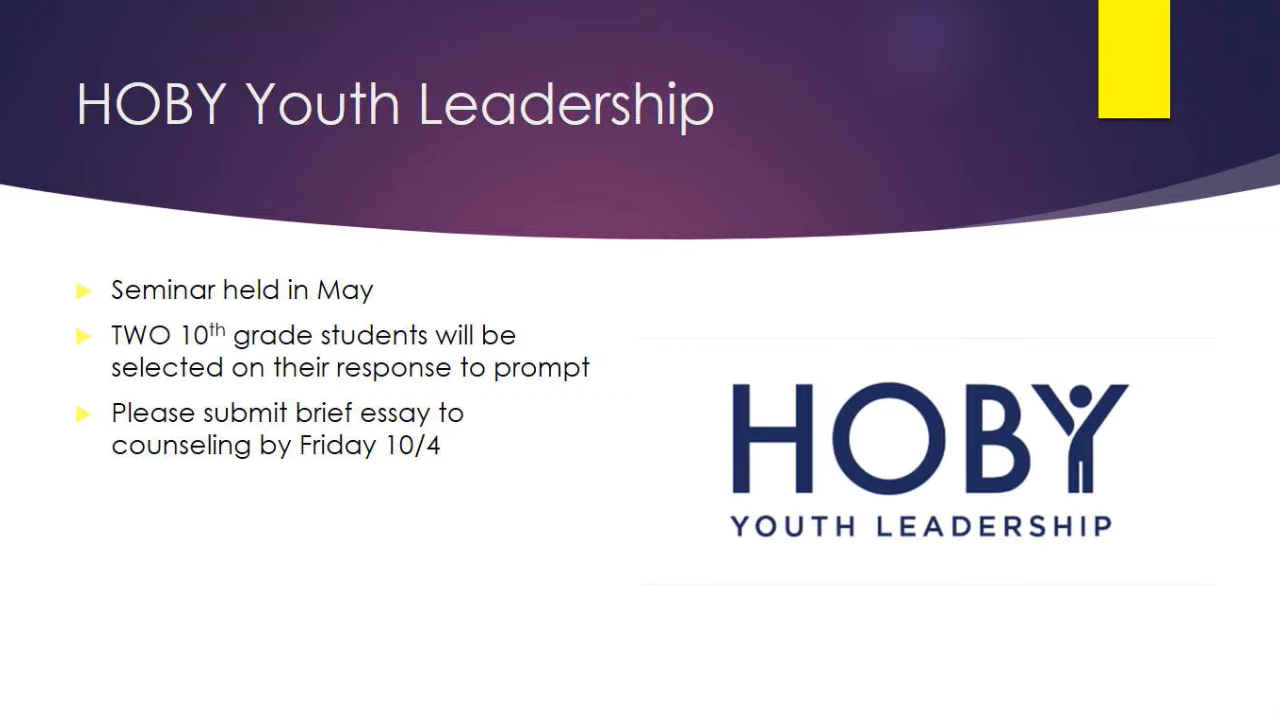 HOBY Youth Leadership
Seminar held in May
TWO 10th grade students will be
selected on their response to prompt
Please submit brief essay to
counseling by Friday 10/4
HOBY
YOUTH LEADERSHIP